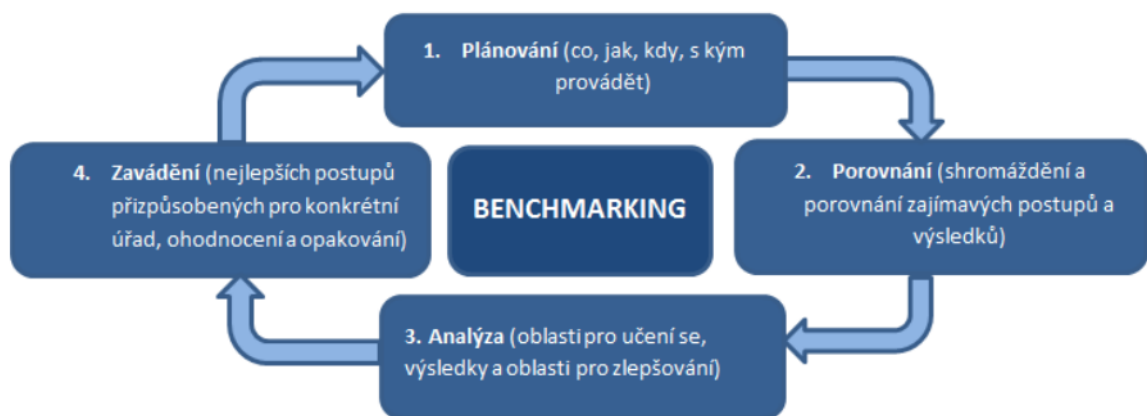 1. Plánování (co, jak, kdy, s kým
provádět)
2. Porovnání (shromáždění a
porovnání zajímavých postupů a
výsledků)
3. Analýza (oblasti pro učení se,
výsledky a oblasti pro zlepšování)
4. Zavádění (nejlepších postupů
přizpůsobených pro konkrétní
úřad, ohodnocení a opakování)
BENCHMARKING